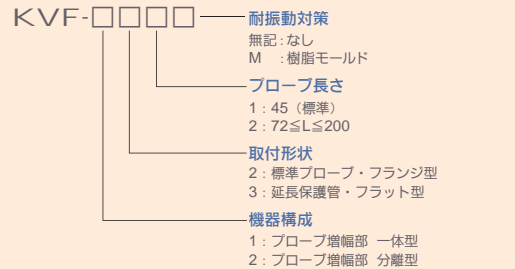 KVF-□□□□
耐振動対策
無記:なし
M :樹脂モールド
プローブ長さ
1:45（標準）
2:72≦L≦200
取付形状
2:標準プローブ・フランジ型
3:延長保護管・フラット型
機器構成
1:プローブ増幅部 一体型
2:プローブ増幅部 分離型